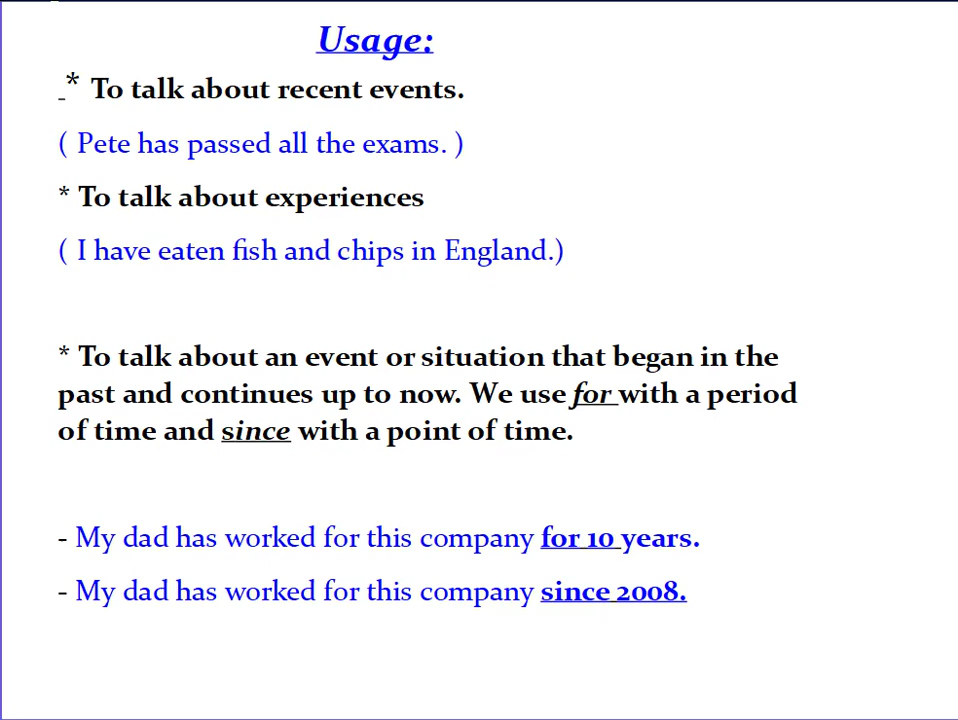 Usage:
* To talk about recent events.
( Pete has passed all the exams. )
* To talk about experiences
( I have eaten fish and chips in England.)
* To talk about an event or situation that began in the
past and continues up to now. We use for with a period
of time and since with a point of time.
- My dad has worked for this company for 10 years.
- My dad has worked for this company since 2008.